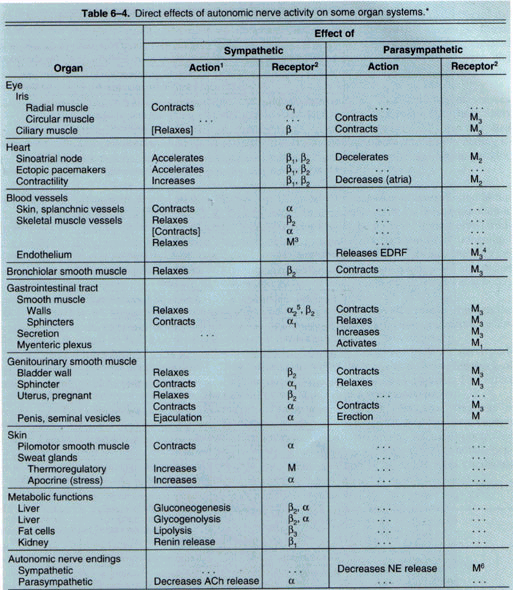 Table 6–4. Direct effects of autonomic nerve activity on some organ systems.*
Effect of
Sympathetic Parasympathetic
Organ Action¹ Receptor² Action Receptor²
Eye
Iris
Radial muscle Contracts α₁ ... ...
Circular muscle ... ... Contracts M₃
Ciliary muscle [Relaxes] β Contracts M₃
Heart
Sinoatrial node Accelerates β₁, β₂ Decelerates M₂
Ectopic pacemakers Accelerates β₁, β₂ ... ...
Contractility Increases β₁, β₂ Decreases (atria) M₂
Blood vessels
Skin, splanchnic vessels Contracts α ... ...
Skeletal muscle vessels Relaxes β₂ ... ...
[Contracts] α ... ...
Relaxes M³ ... ...
Endothelium Releases EDRF M₃⁴
Bronchiolar smooth muscle Relaxes β₂ Contracts M₃
Gastrointestinal tract
Smooth muscle
Walls Relaxes α₂⁵, β₂ Contracts M₃
Sphincters Contracts α₁ Relaxes M₃
Secretion ... Increases M₃
Myenteric plexus Activates M₁
Genitourinary smooth muscle
Bladder wall Relaxes β₂ Contracts M₃
Sphincter Contracts α₁ Relaxes M₃
Uterus, pregnant Relaxes β₂ ... ...
Contracts α Contracts M₃
Penis, seminal vesicles Ejaculation α Erection M
Skin
Pilomotor smooth muscle Contracts α ... ...
Sweat glands ... ...
Thermoregulatory Increases M ... ...
Apocrine (stress) Increases α ... ...
Metabolic functions
Liver Gluconeogenesis β₂, α ... ...
Liver Glycogenolysis β₂, α ... ...
Fat cells Lipolysis β₃ ... ...
Kidney Renin release β₁ ... ...
Autonomic nerve endings
Sympathetic ... ... Decreases NE release M⁶
Parasympathetic Decreases ACh release α ... ...